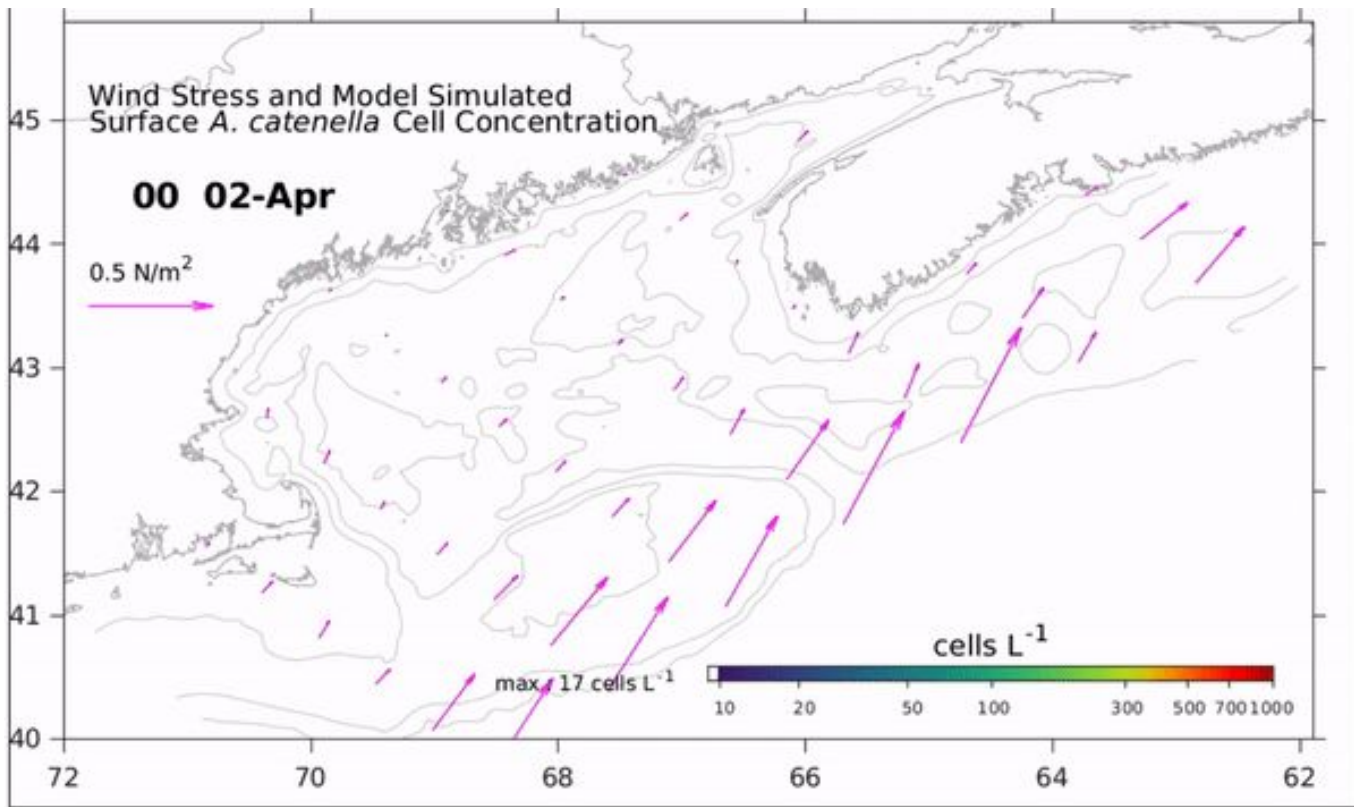 Wind Stress and Model Simulated
Surface A. catenella Cell Concentration
00 02-Apr
0.5 N/m²
45
44
43
42
41
40
max 17 cells L⁻¹
cells L⁻¹
10 20 50 100 300 500 700 1000
72 70 68 66 64 62